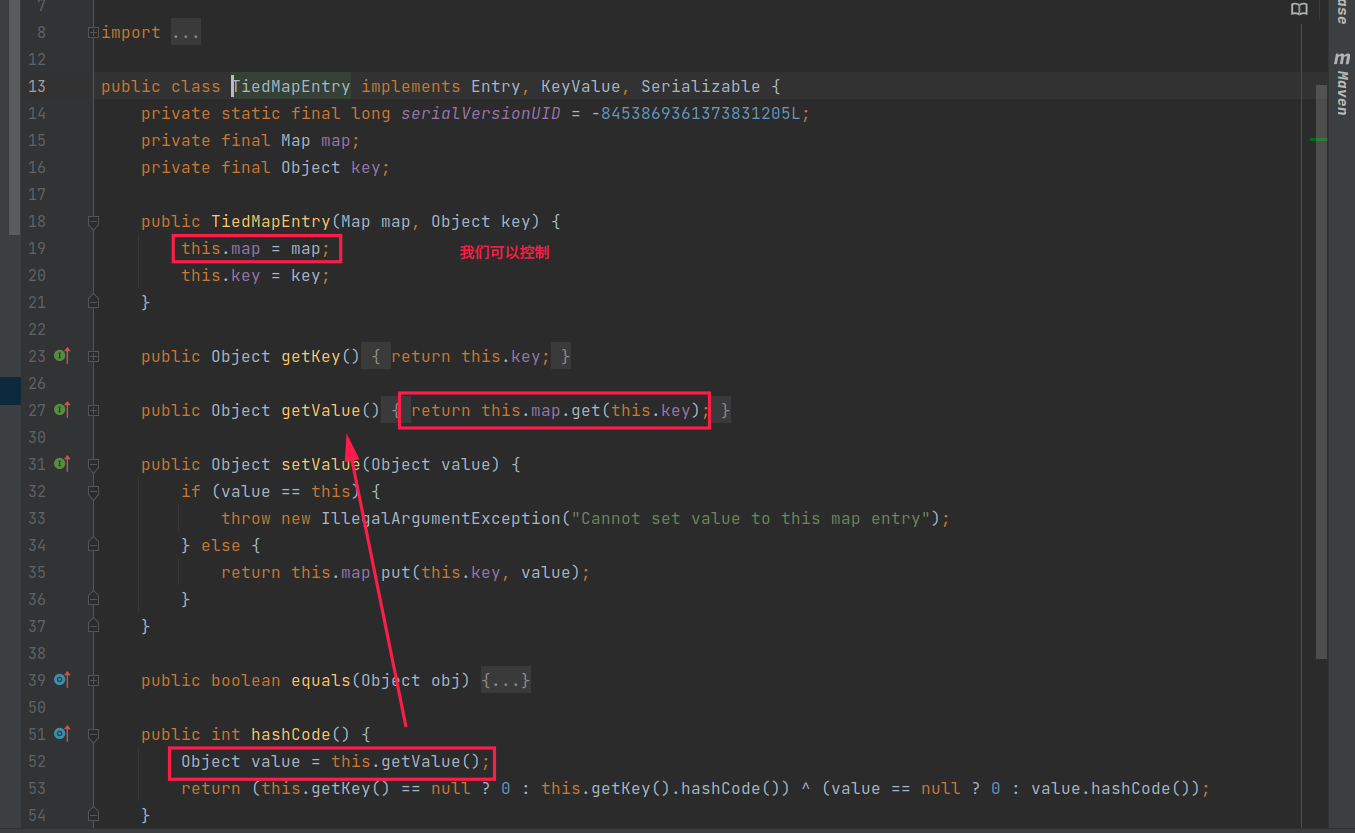 7
8 import ...
12
13 public class TiedMapEntry implements Entry, KeyValue, Serializable {
14 private static final long serialVersionUID = -8453869361373831205L;
15 private final Map map;
16 private final Object key;
17
18 public TiedMapEntry(Map map, Object key) {
19 this.map = map; 我们可以控制
20 this.key = key;
21 }
22
23 public Object getKey() { return this.key; }
26
27 public Object getValue() { return this.map.get(this.key); }
30
31 public Object setValue(Object value) {
32 if (value == this) {
33 throw new IllegalArgumentException("Cannot set value to this map entry");
34 } else {
35 return this.map.put(this.key, value);
36 }
37 }
38
39 public boolean equals(Object obj) {...}
50
51 public int hashCode() {
52 Object value = this.getValue();
53 return (this.getKey() == null ? 0 : this.getKey().hashCode()) ^ (value == null ? 0 : value.hashCode());
54 }
ase
m Maven